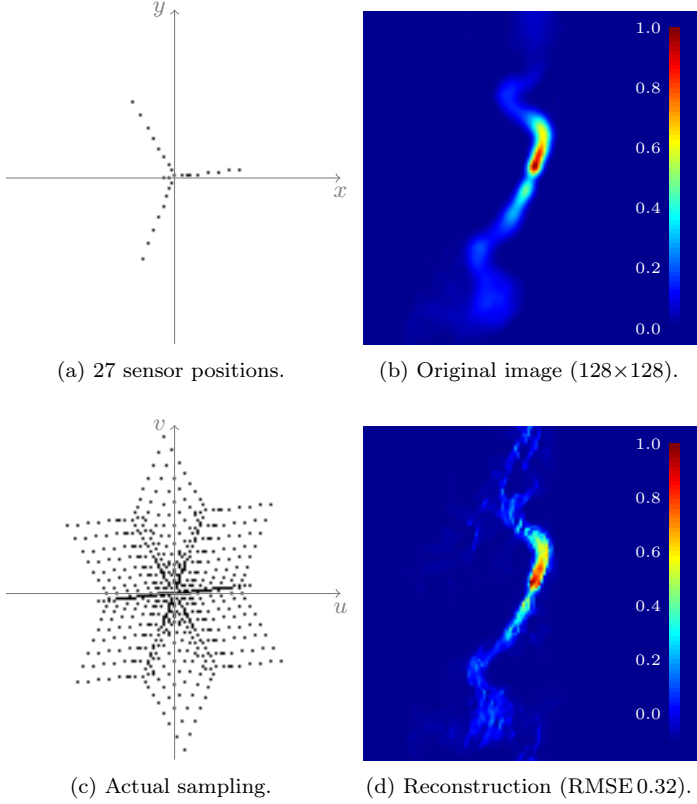 y
x
1.0
0.8
0.6
0.4
0.2
0.0
(a) 27 sensor positions.
(b) Original image (128×128).
v
u
1.0
0.8
0.6
0.4
0.2
0.0
(c) Actual sampling.
(d) Reconstruction (RMSE 0.32).